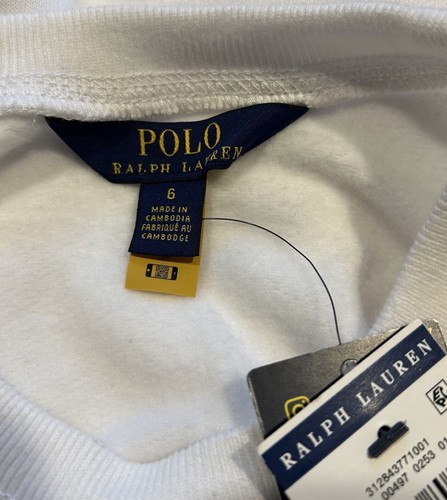 POLO
RALPH LAUREN
6
MADE IN
CAMBODIA
FABRIQUÉ AU
CAMBODGE
RALPH LAUREN
312843771001
00497 0253 01